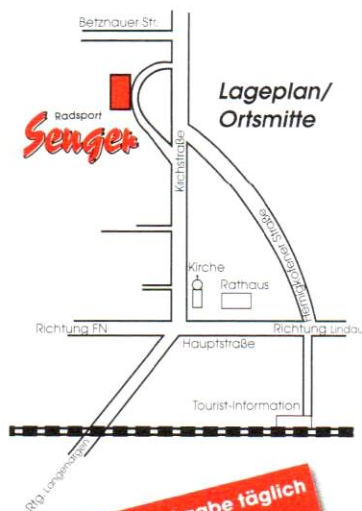 Betznauer Str.
Lageplan/
Ortsmitte
Radsport
Senger
Kirchstraße
Hemigkofener Straße
Kirche
Rathaus
Richtung FN
Richtung Lindau
Hauptstraße
Tourist-Information
Rtg. Langenargen
gabe täglich